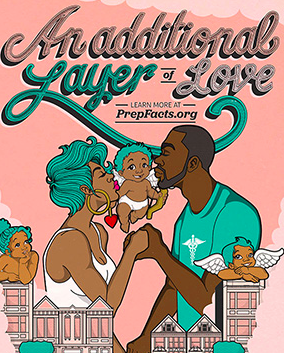 An additional
Layer of Love
LEARN MORE AT
PrepFacts.org